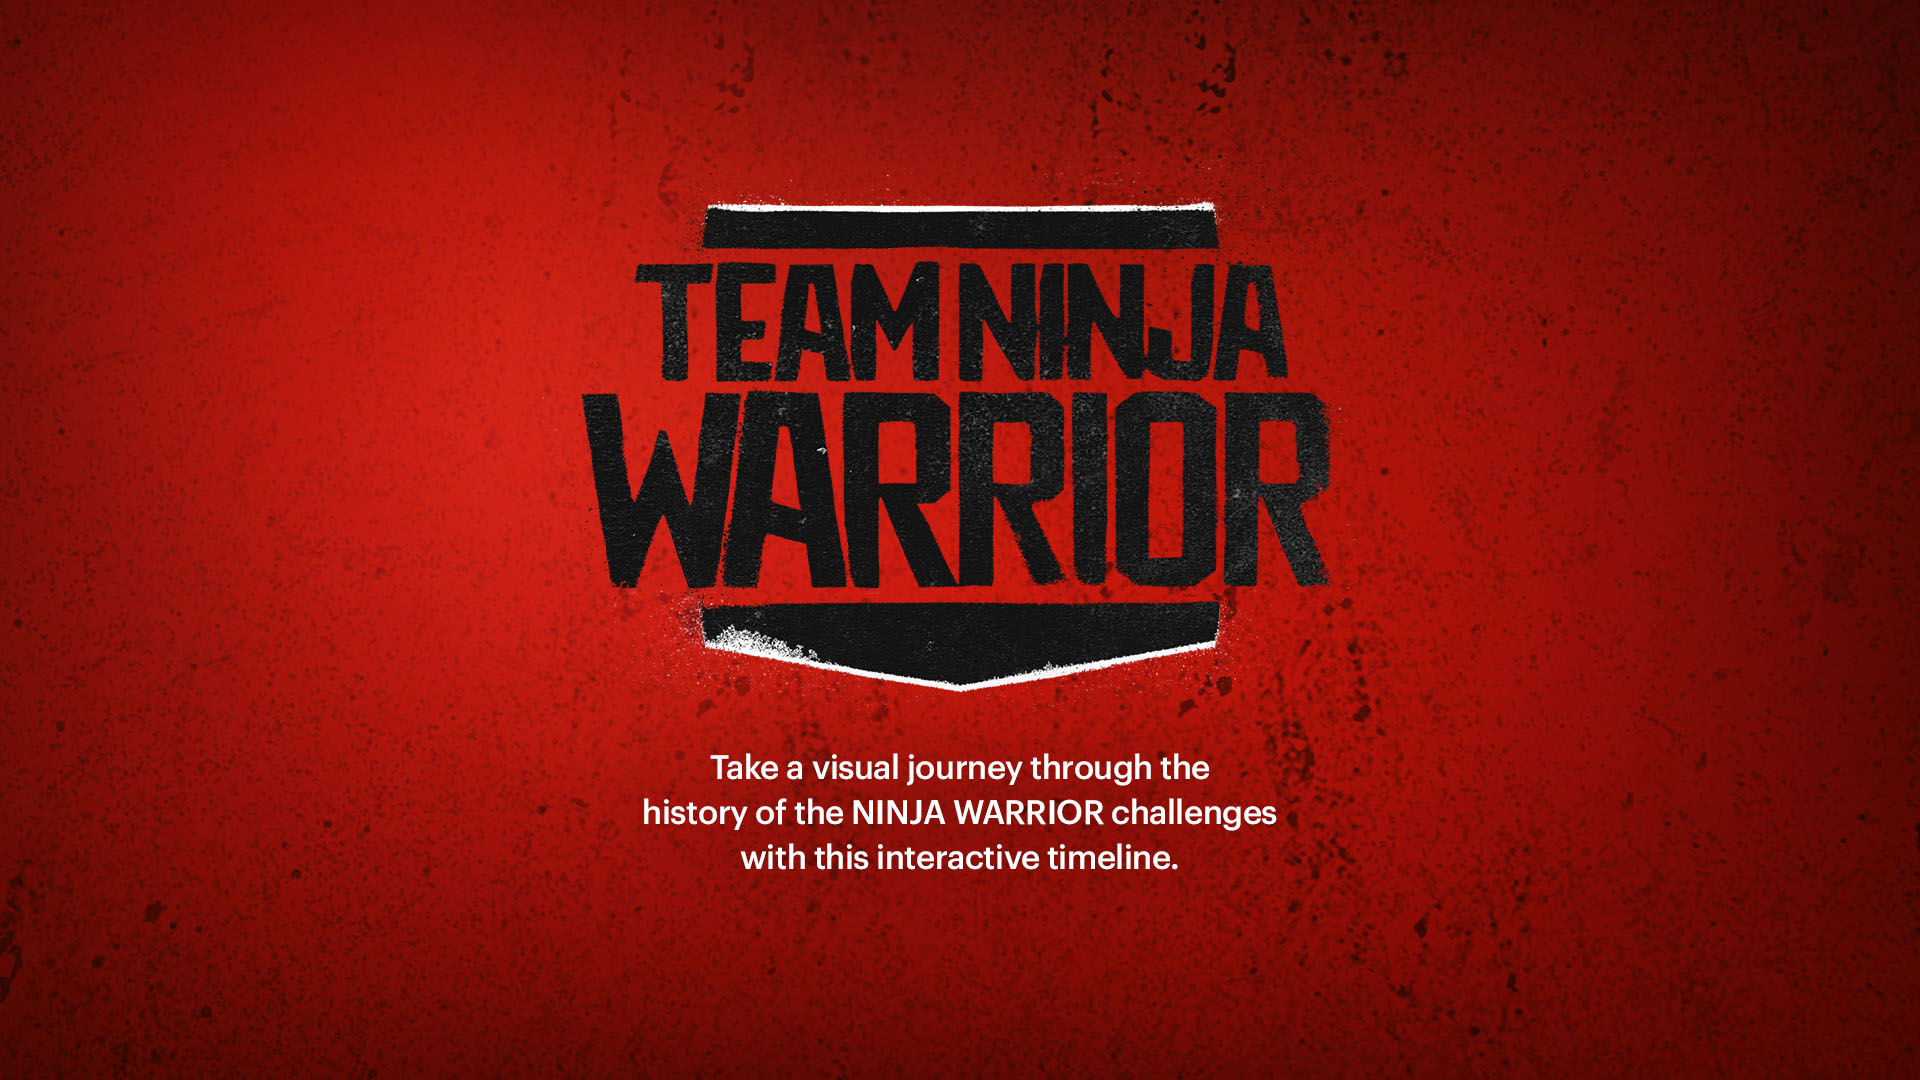 TEAM NINJA
WARRIOR
Take a visual journey through the
history of the NINJA WARRIOR challenges
with this interactive timeline.